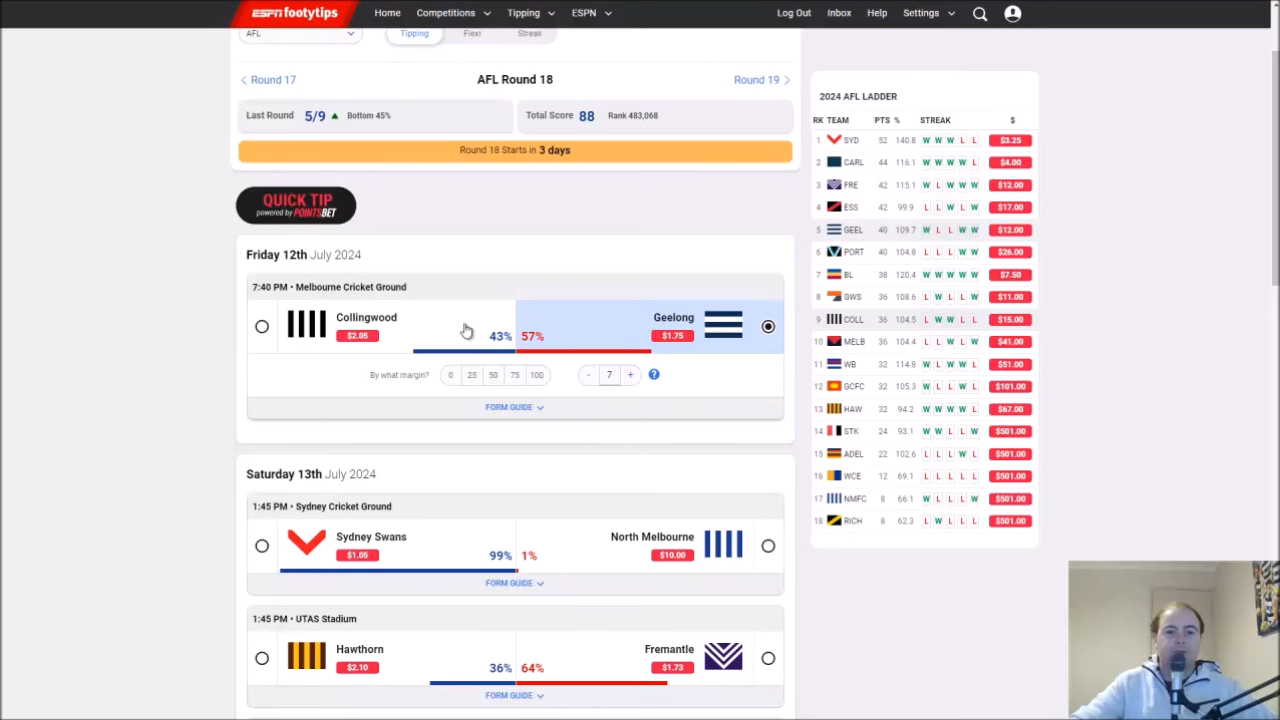 ESPN footytips
Home Competitions Tipping ESPN Log Out Inbox Help Settings
AFL Tipping Flexi Streak
Round 17 AFL Round 18 Round 19
Last Round 5/9 Bottom 45% Total Score 88 Rank 483,068
Round 18 Starts in 3 days
QUICK TIP
powered by POINTSBET
Friday 12th July 2024
7:40 PM • Melbourne Cricket Ground
Collingwood Geelong
$2.05 43% 57% $1.75
By what margin? 0 25 50 75 100 - 7 + ?
FORM GUIDE
Saturday 13th July 2024
1:45 PM • Sydney Cricket Ground
Sydney Swans North Melbourne
$1.05 99% 1% $10.00
FORM GUIDE
1:45 PM • UTAS Stadium
Hawthorn Fremantle
$2.10 36% 64% $1.73
FORM GUIDE
2024 AFL LADDER
RK TEAM PTS % STREAK $
1 SYD 52 140.8 W W W L L $3.25
2 CARL 44 116.1 W W W W L $4.00
3 FRE 42 115.1 W L W W W $12.00
4 ESS 42 99.9 L L W L W $17.00
5 GEEL 40 109.7 W L L W W $12.00
6 PORT 40 104.8 L L L W W $26.00
7 BL 38 120.4 W W W W W $7.50
8 GWS 36 108.6 L W L W W $11.00
9 COLL 36 104.5 L W W L L $15.00
10 MELB 36 104.4 L L W L W $41.00
11 WB 32 114.8 W W L W L $51.00
12 GCFC 32 105.3 W L W L L $101.00
13 HAW 32 94.2 W W W W L $67.00
14 STK 24 93.1 W W L L W $501.00
15 ADEL 22 102.6 L L L W L $501.00
16 WCE 12 69.1 L L L L L $501.00
17 NMFC 8 66.1 W L L L W $501.00
18 RICH 8 62.3 L W L L L $501.00